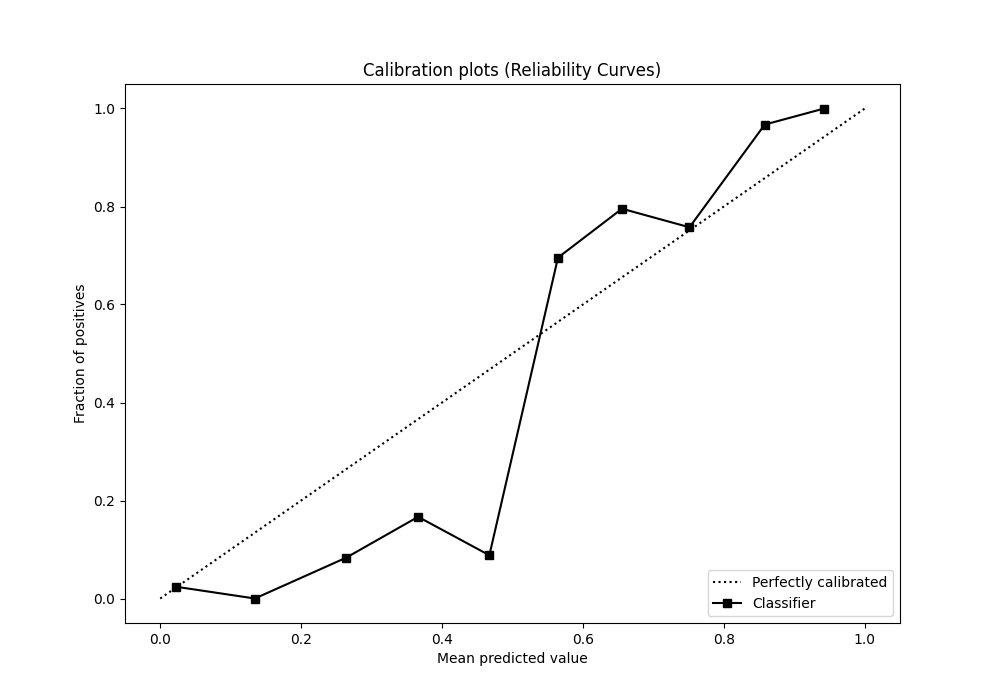 Calibration plots (Reliability Curves)
1.0
0.8
0.6
0.4
0.2
0.0
Fraction of positives
0.0 0.2 0.4 0.6 0.8 1.0
Mean predicted value
Perfectly calibrated
Classifier